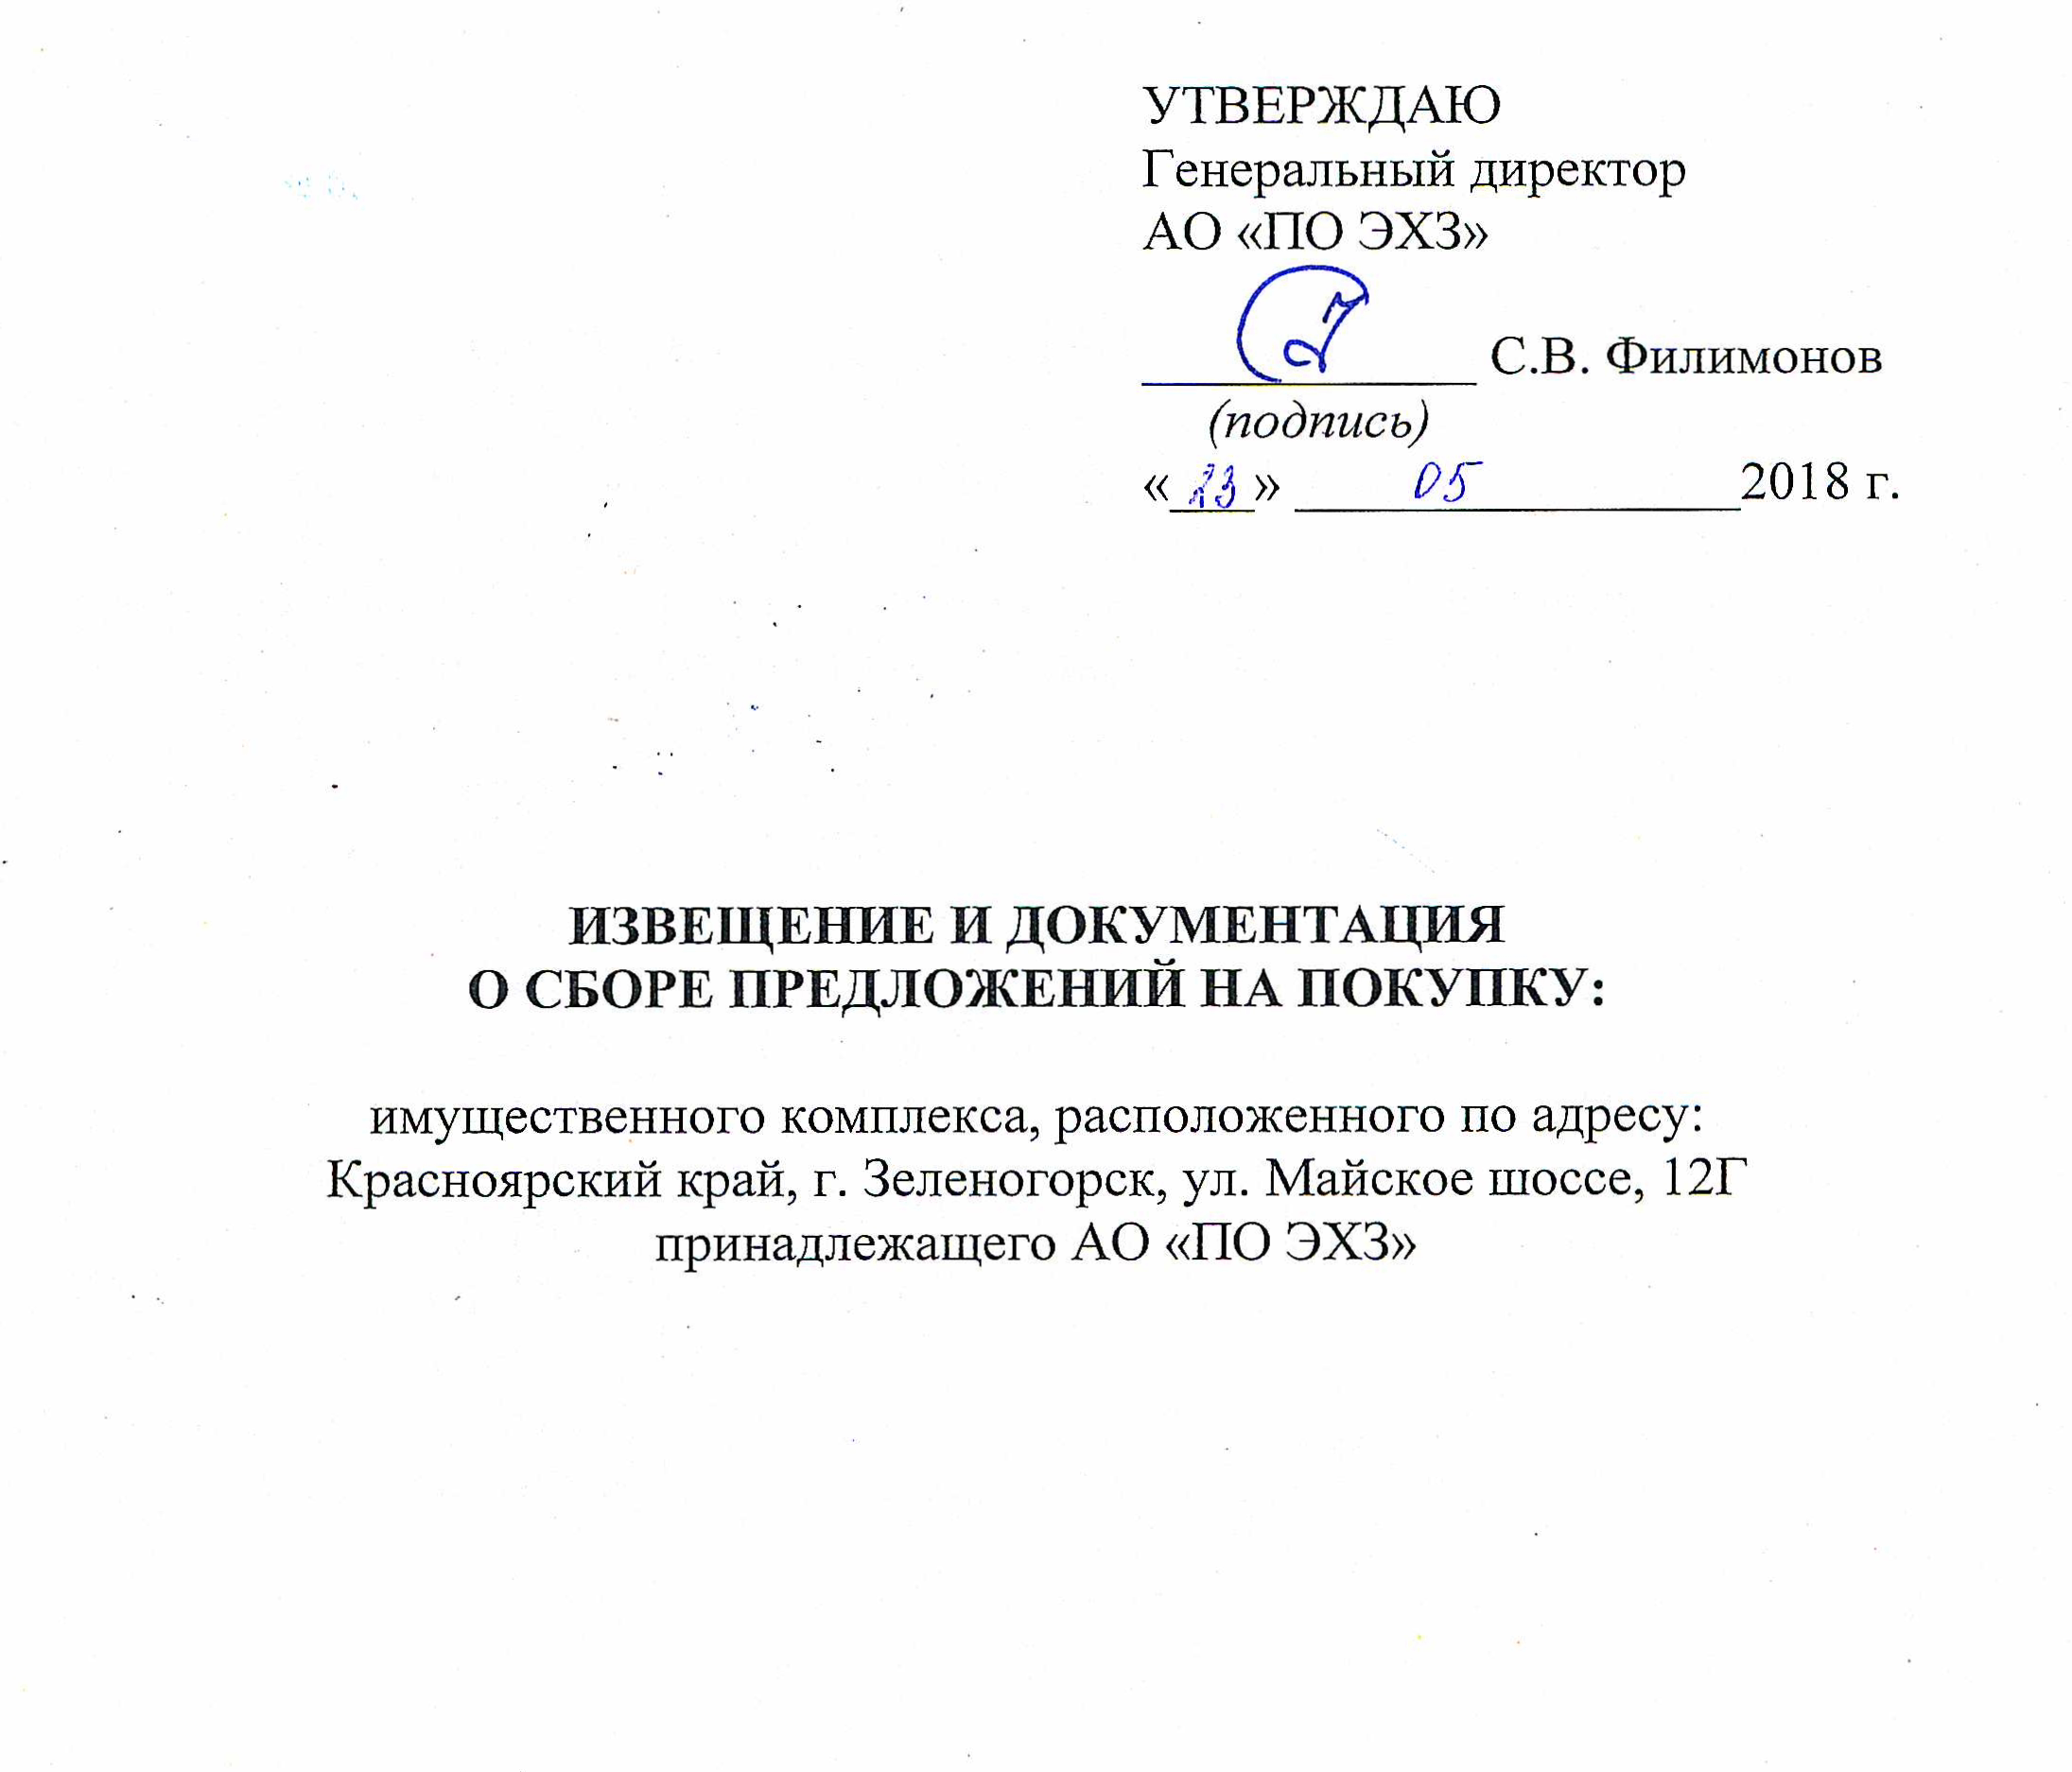 УТВЕРЖДАЮ
Генеральный директор
АО «ПО ЭХЗ»
С.В. Филимонов
(подпись)
«23» 05 2018 г.
ИЗВЕЩЕНИЕ И ДОКУМЕНТАЦИЯ
О СБОРЕ ПРЕДЛОЖЕНИЙ НА ПОКУПКУ:
имущественного комплекса, расположенного по адресу:
Красноярский край, г. Зеленогорск, ул. Майское шоссе, 12Г
принадлежащего АО «ПО ЭХЗ»